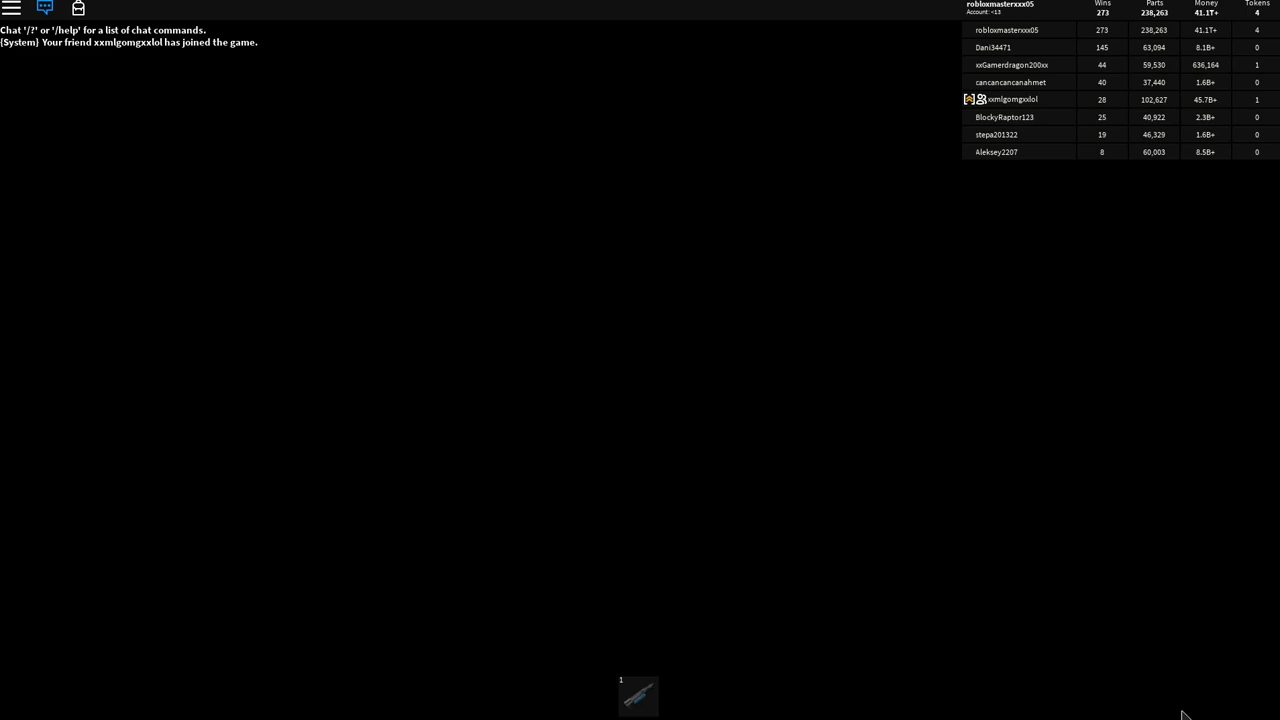 robloxmasterxxx05 Wins Parts Money Tokens
Account: <13 273 238,263 41.1T+ 4
Chat '/?' or '/help' for a list of chat commands.
{System} Your friend xxmlgomgxxlol has joined the game.
robloxmasterxxx05 273 238,263 41.1T+ 4
Dani34471 145 63,094 8.1B+ 0
xxGamerdragon200xx 44 59,530 636,164 1
cancancancanahmet 40 37,440 1.6B+ 0
xxmlgomgxxlol 28 102,627 45.7B+ 1
BlockyRaptor123 25 40,922 2.3B+ 0
stepa201322 19 46,329 1.6B+ 0
Aleksey2207 8 60,003 8.5B+ 0
1